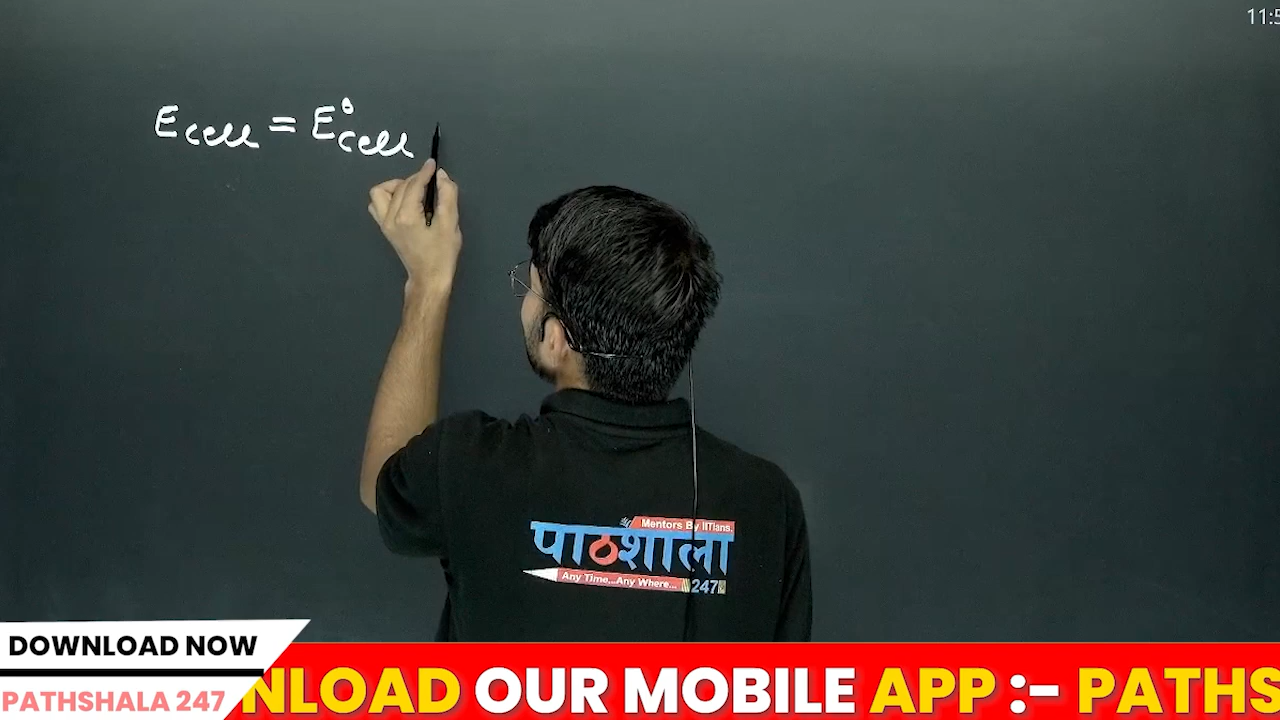 11:5
Ecell = E°cell
Mentors By IITians.
पाठशाला
Any Time...Any Where... 247
DOWNLOAD NOW
PATHSHALA 247
NLOAD OUR MOBILE APP :- PATHS